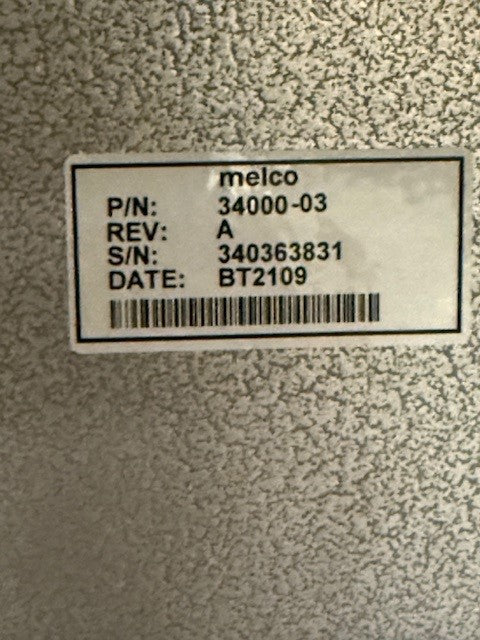 melco
P/N: 34000-03
REV: A
S/N: 340363831
DATE: BT2109